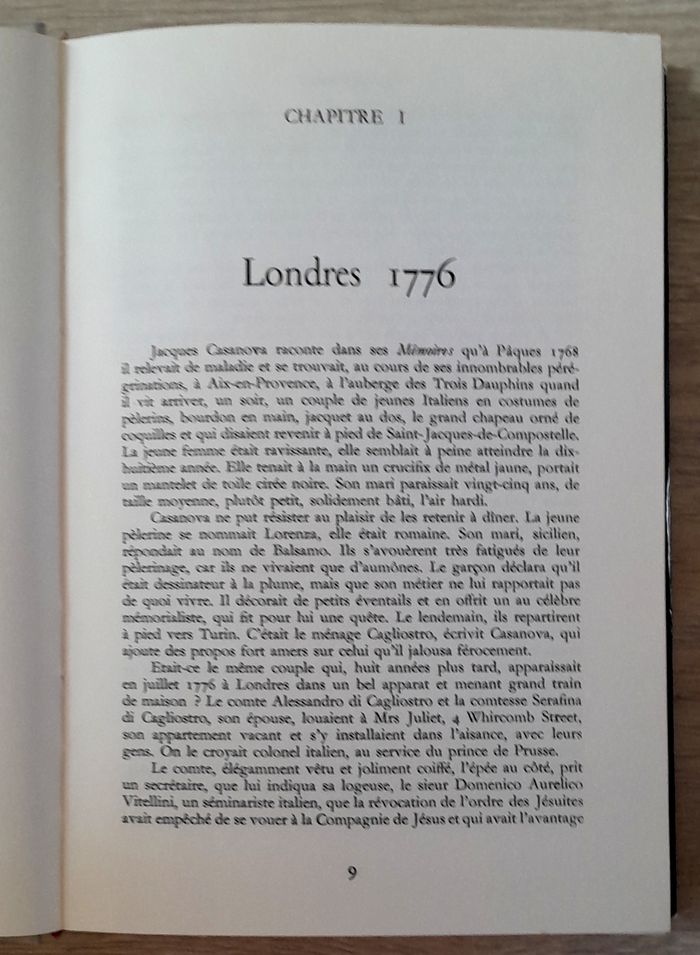 CHAPITRE I
Londres 1776
Jacques Casanova raconte dans ses Mémoires qu'à Pâques 1768
il relevait de maladie et se trouvait, au cours de ses innombrables péré-
grinations, à Aix-en-Provence, à l'auberge des Trois Dauphins quand
il vit arriver, un soir, un couple de jeunes Italiens en costumes de
pèlerins, bourdon en main, jacquet au dos, le grand chapeau orné de
coquilles et qui disaient revenir à pied de Saint-Jacques-de-Compostelle.
La jeune femme était ravissante, elle semblait à peine atteindre la dix-
huitième année. Elle tenait à la main un crucifix de métal jaune, portait
un mantelet de toile cirée noire. Son mari paraissait vingt-cinq ans, de
taille moyenne, plutôt petit, solidement bâti, l'air hardi.
Casanova ne put résister au plaisir de les retenir à dîner. La jeune
pèlerine se nommait Lorenza, elle était romaine. Son mari, sicilien,
répondait au nom de Balsamo. Ils s'avouèrent très fatigués de leur
pèlerinage, car ils ne vivaient que d'aumônes. Le garçon déclara qu'il
était dessinateur à la plume, mais que son métier ne lui rapportait pas
de quoi vivre. Il décorait de petits éventails et en offrit un au célèbre
mémorialiste, qui fit pour lui une quête. Le lendemain, ils repartirent
à pied vers Turin. C'était le ménage Cagliostro, écrivit Casanova, qui
ajoute des propos fort amers sur celui qu'il jalousa férocement.
Etait-ce le même couple qui, huit années plus tard, apparaissait
en juillet 1776 à Londres dans un bel apparat et menant grand train
de maison ? Le comte Alessandro di Cagliostro et la comtesse Serafina
di Cagliostro, son épouse, louaient à Mrs Juliet, 4 Whircomb Street,
son appartement vacant et s'y installaient dans l'aisance, avec leurs
gens. On le croyait colonel italien, au service du prince de Prusse.
Le comte, élégamment vêtu et joliment coiffé, l'épée au côté, prit
un secrétaire, que lui indiqua sa logeuse, le sieur Domenico Aurelico
Vitellini, un séminariste italien, que la révocation de l'ordre des Jésuites
avait empêché de se vouer à la Compagnie de Jésus et qui avait l'avantage
9